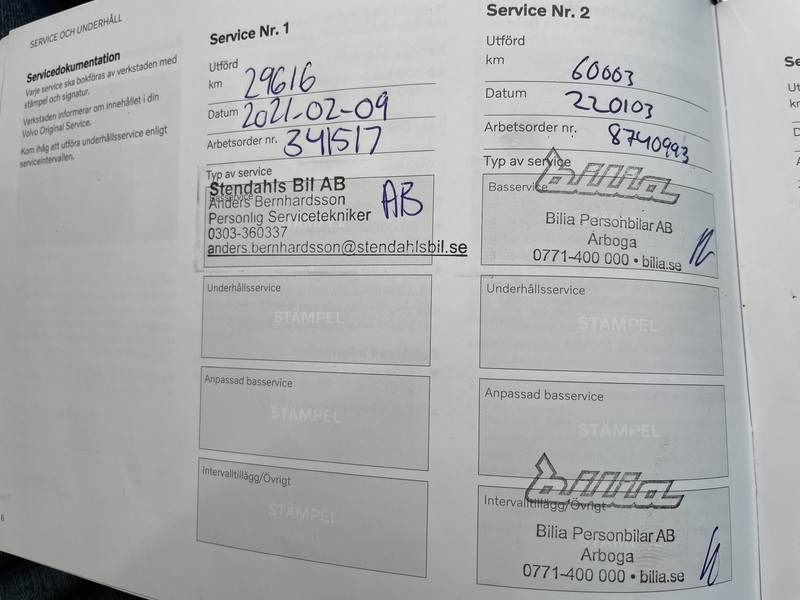 SERVICE OCH UNDERHÅLL
Servicedokumentation
Varje service ska bokföras av verkstaden med
stämpel och signatur.
Verkstaden informerar om innehållet i din
Volvo Original Service.
Kom ihåg att utföra underhållsservice enligt
serviceintervallen.
6
Service Nr. 1
Utförd
km 29616
Datum 2021-02-09
Arbetsorder nr. 341517
Typ av service
Basservice
Stendahls Bil AB
Anders Bernhardsson
Personlig Servicetekniker
0303-360337
anders.bernhardsson@stendahlsbil.se
AB
Underhållsservice
STÄMPEL
Anpassad basservice
STÄMPEL
Intervalltillägg/Övrigt
STÄMPEL
Service Nr. 2
Utförd
km 60003
Datum 220103
Arbetsorder nr. 8740993
Typ av service
Basservice
bilia
Bilia Personbilar AB
Arboga
0771-400 000 • bilia.se
Underhållsservice
STÄMPEL
Anpassad basservice
STÄMPEL
Intervalltillägg/Övrigt
bilia
Bilia Personbilar AB
Arboga
0771-400 000 • bilia.se